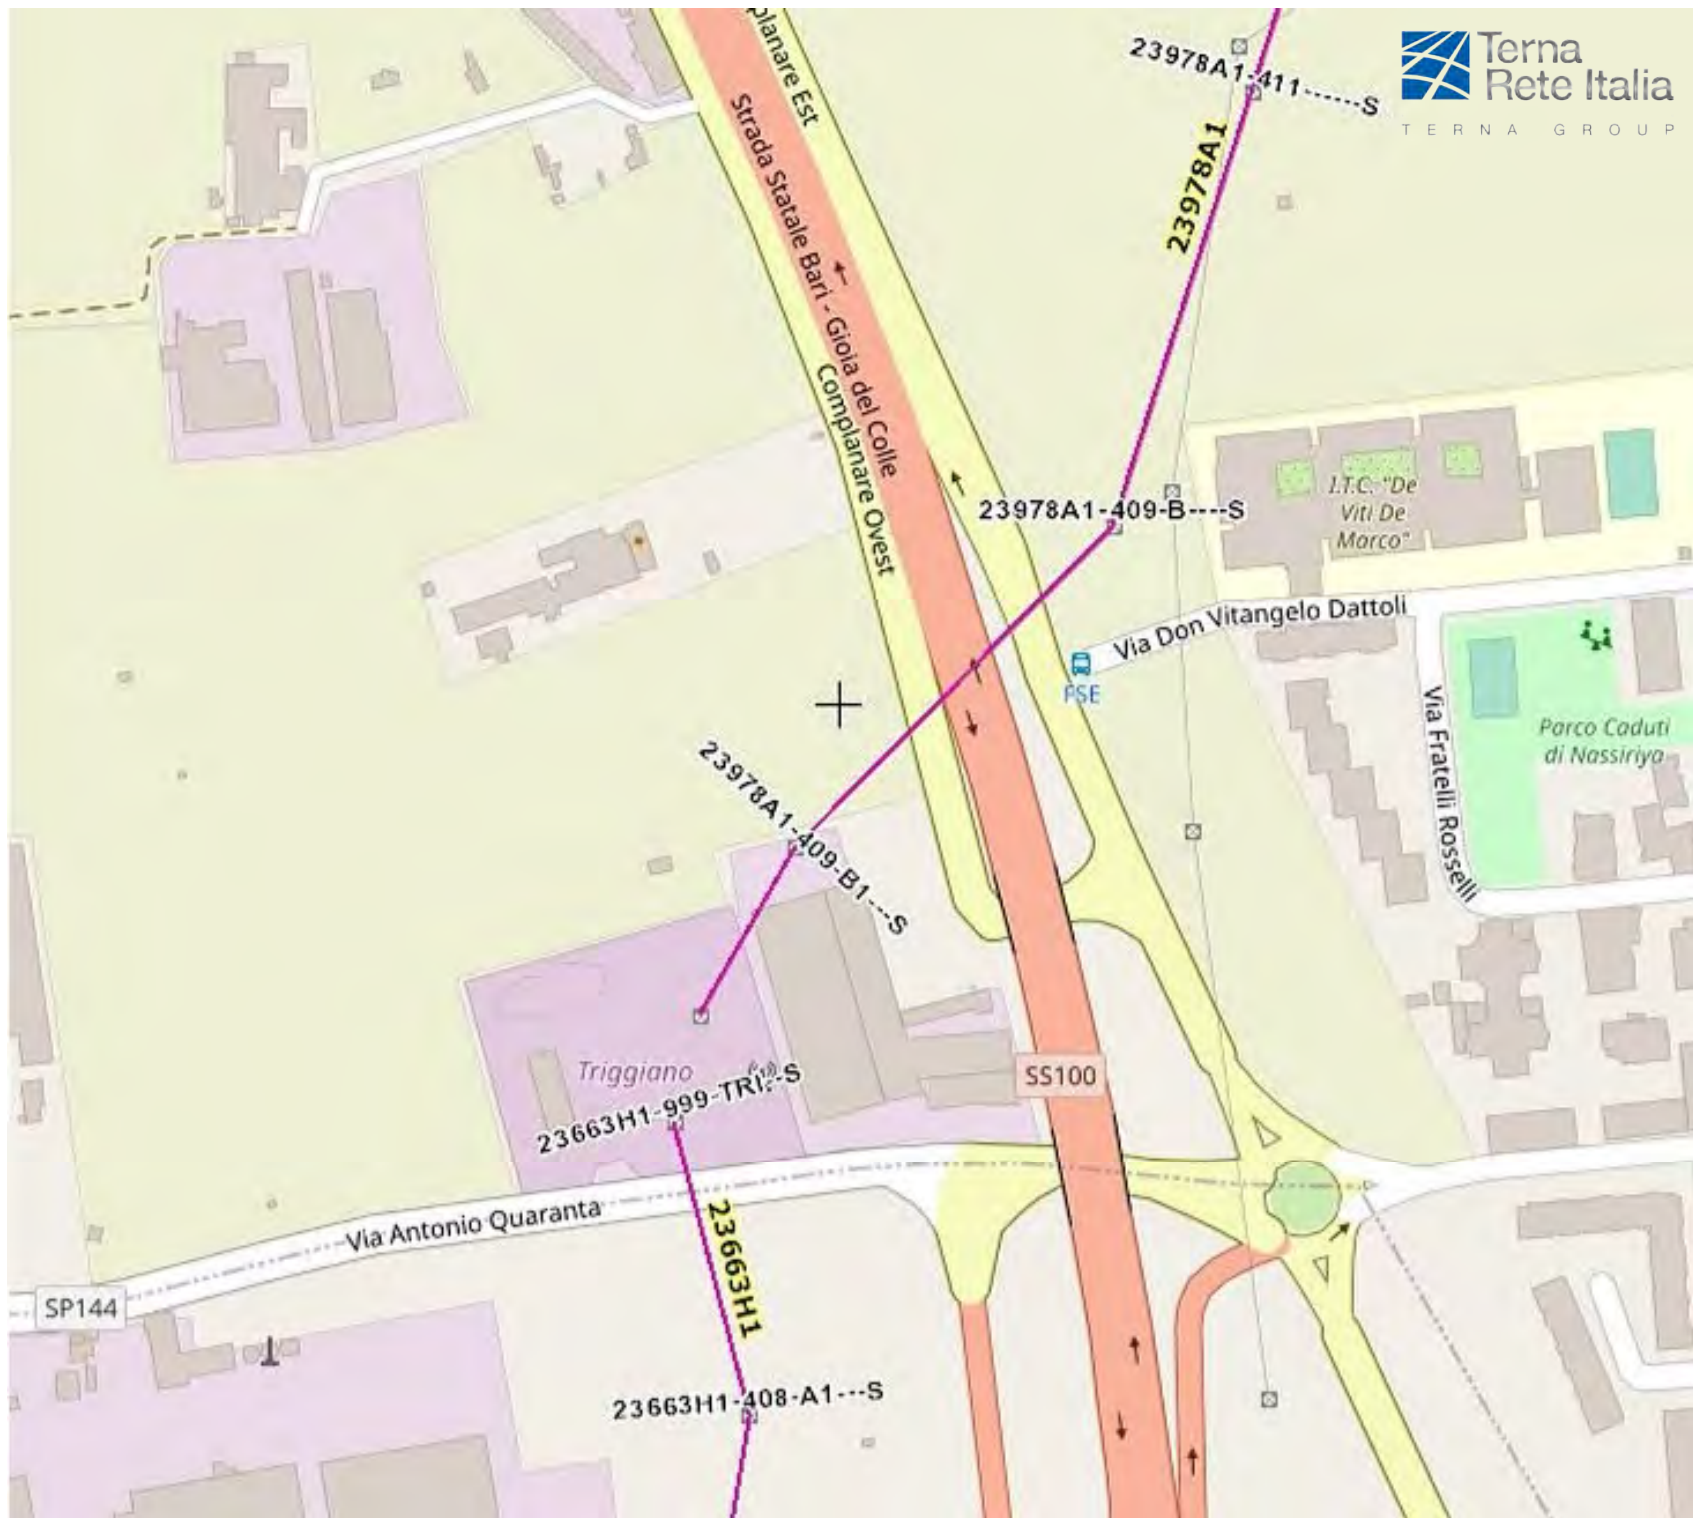 planare Est
23978A1-411------S
Terna
Rete Italia
TERNA GROUP
Strada Statale Bari - Gioia del Colle
23978A1
Complanare Ovest
23978A1-409-B----S
I.T.C. "De
Viti De
Marco"
Via Don Vitangelo Dattoli
FSE
Via Fratelli Rosselli
Parco Caduti
di Nassiriya
23978A1-409-B1---S
Triggiano
SS100
23663H1-999-TRI--S
Via Antonio Quaranta
23663H1
SP144
23663H1-408-A1---S